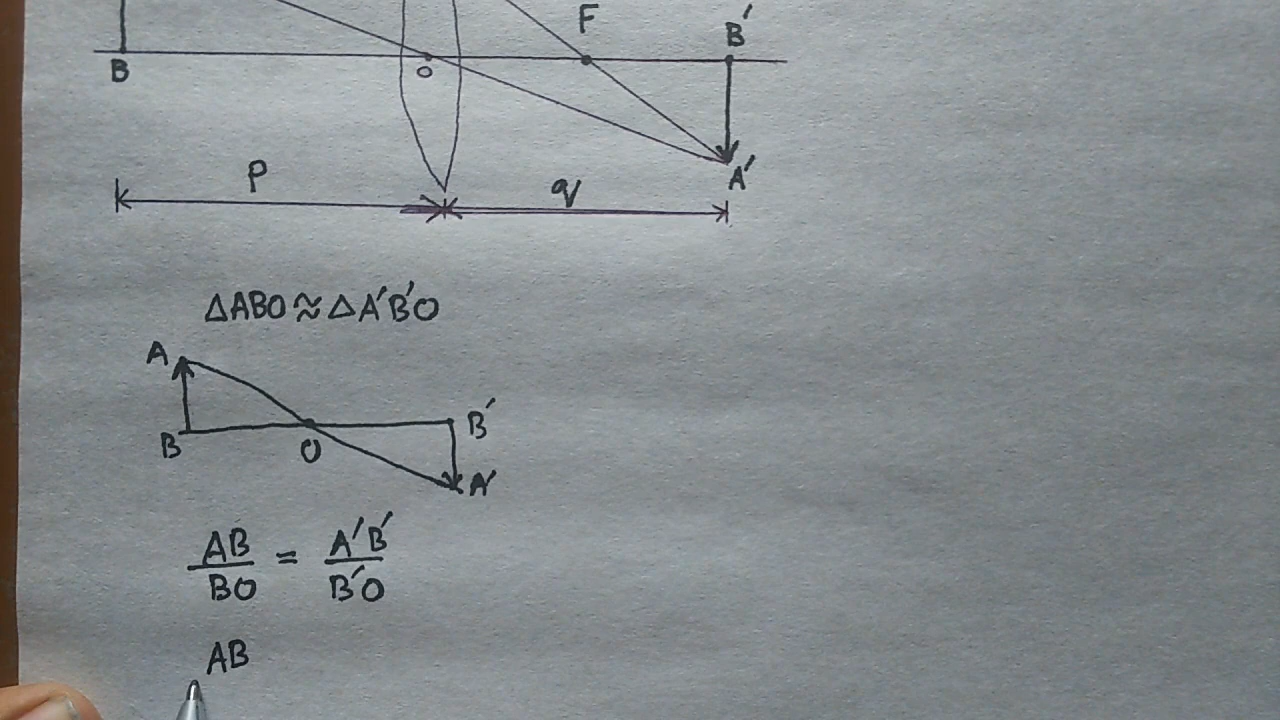 F B′
B O
A′
P q
ΔABO≈ΔA′B′O
A
B′
B O A′
AB = A′B′
BO B′O
AB